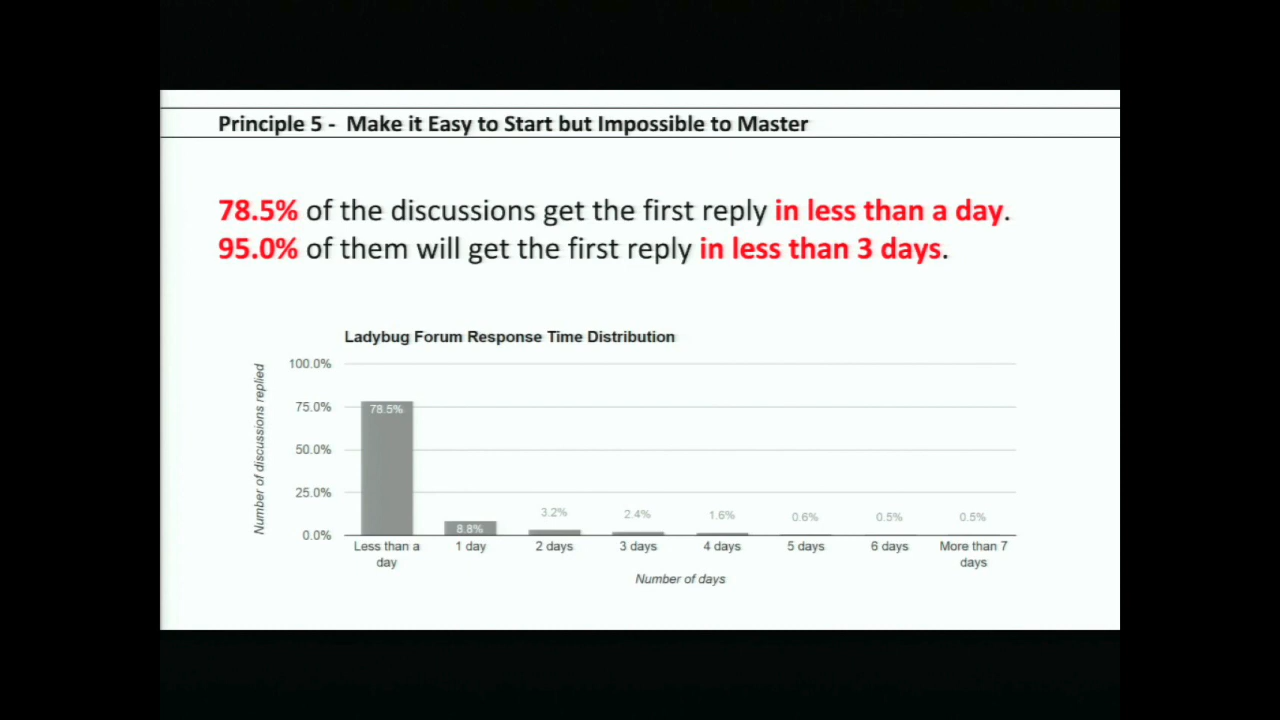 Principle 5 - Make it Easy to Start but Impossible to Master
78.5% of the discussions get the first reply in less than a day.
95.0% of them will get the first reply in less than 3 days.
Ladybug Forum Response Time Distribution
Number of discussions replied
100.0%
75.0%
50.0%
25.0%
0.0%
78.5%
8.8%
3.2%
2.4%
1.6%
0.6%
0.5%
0.5%
Less than a
day
1 day
2 days
3 days
4 days
5 days
6 days
More than 7
days
Number of days